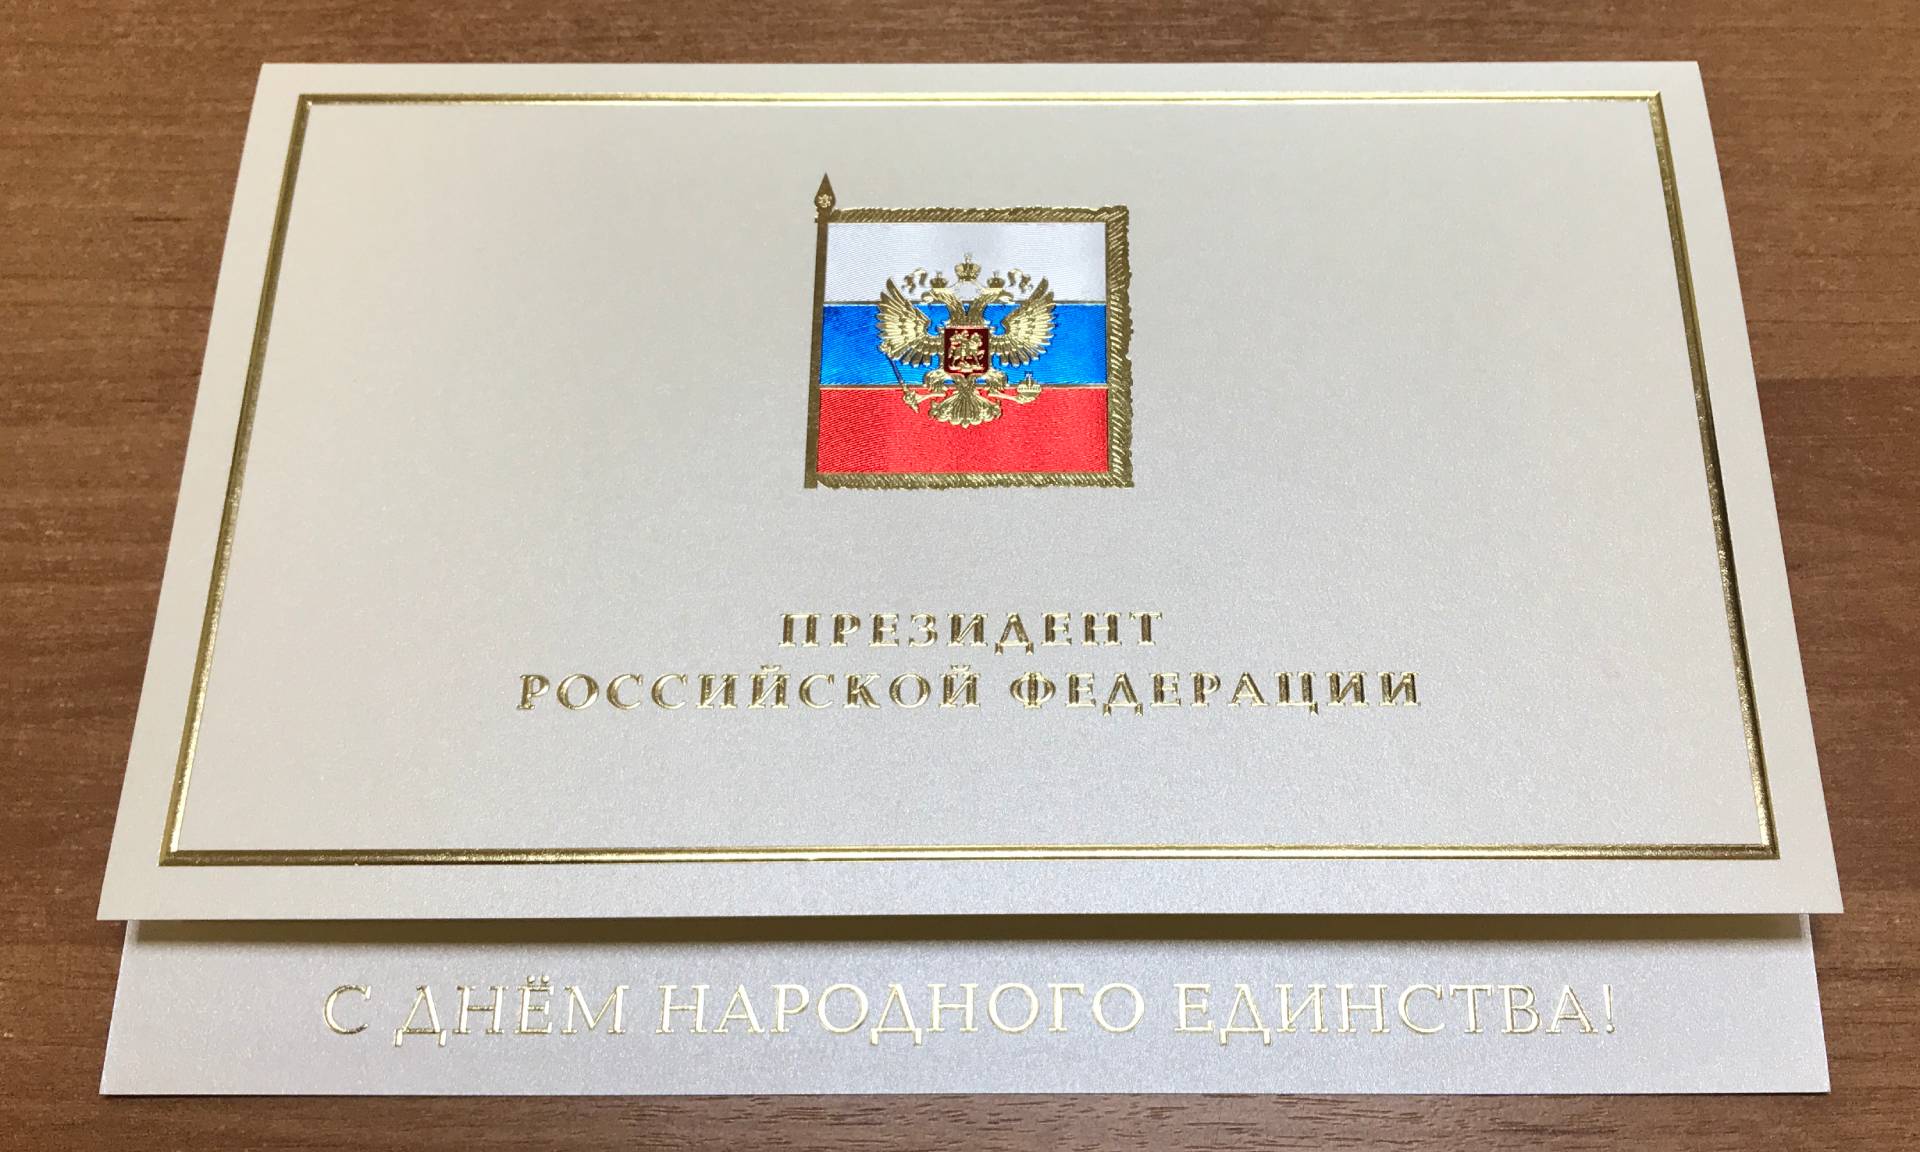 ПРЕЗИДЕНТ
РОССИЙСКОЙ ФЕДЕРАЦИИ
С ДНЁМ НАРОДНОГО ЕДИНСТВА!